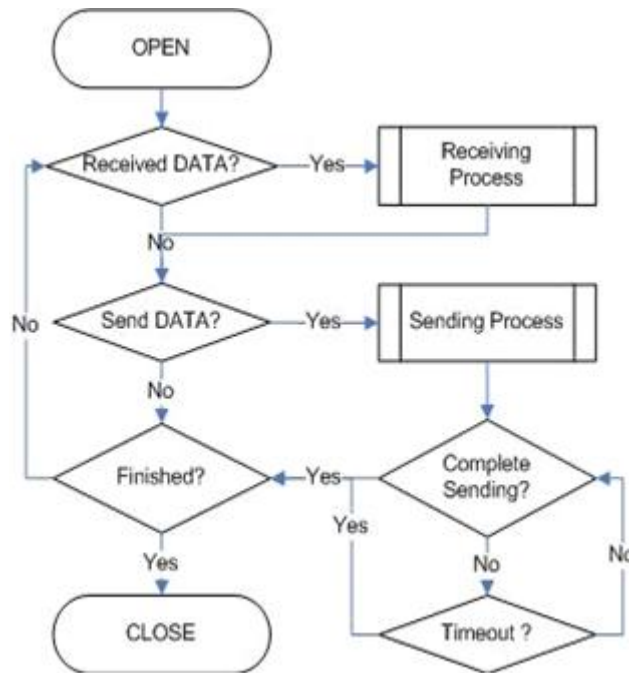 OPEN
Received DATA?
Yes
Receiving
Process
No
Send DATA?
Yes
Sending Process
No
No
Finished?
Yes
Complete
Sending?
Yes
No
No
Yes
CLOSE
Timeout ?